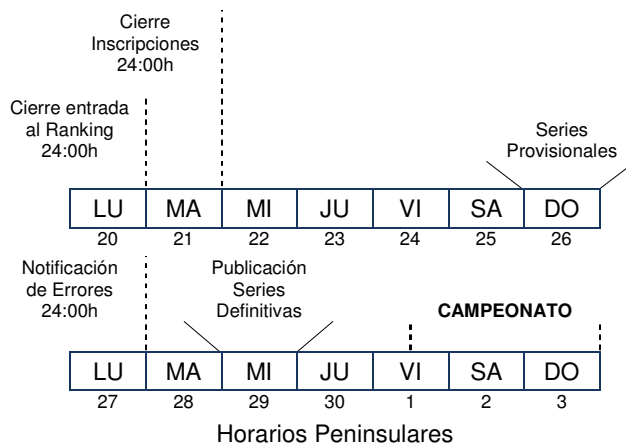 Cierre
Inscripciones
24:00h
Cierre entrada
al Ranking
24:00h
Series
Provisionales
LU MA MI JU VI SA DO
20 21 22 23 24 25 26
Notificación
de Errores
24:00h
Publicación
Series
Definitivas
CAMPEONATO
LU MA MI JU VI SA DO
27 28 29 30 1 2 3
Horarios Peninsulares